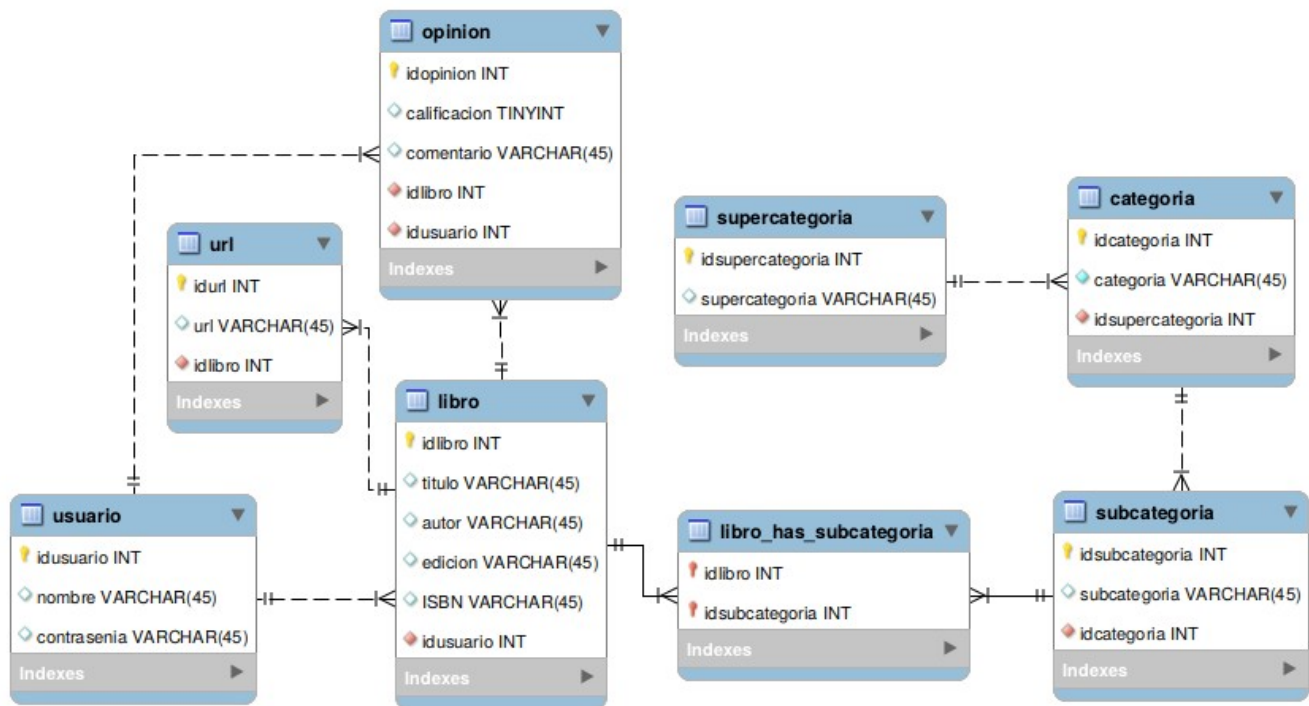 opinion
idopinion INT
calificacion TINYINT
comentario VARCHAR(45)
idlibro INT
idusuario INT
Indexes
url
idurl INT
url VARCHAR(45)
idlibro INT
Indexes
supercategoria
idsupercategoria INT
supercategoria VARCHAR(45)
Indexes
categoria
idcategoria INT
categoria VARCHAR(45)
idsupercategoria INT
Indexes
libro
idlibro INT
titulo VARCHAR(45)
autor VARCHAR(45)
edicion VARCHAR(45)
ISBN VARCHAR(45)
idusuario INT
Indexes
usuario
idusuario INT
nombre VARCHAR(45)
contrasenia VARCHAR(45)
Indexes
libro_has_subcategoria
idlibro INT
idsubcategoria INT
Indexes
subcategoria
idsubcategoria INT
subcategoria VARCHAR(45)
idcategoria INT
Indexes